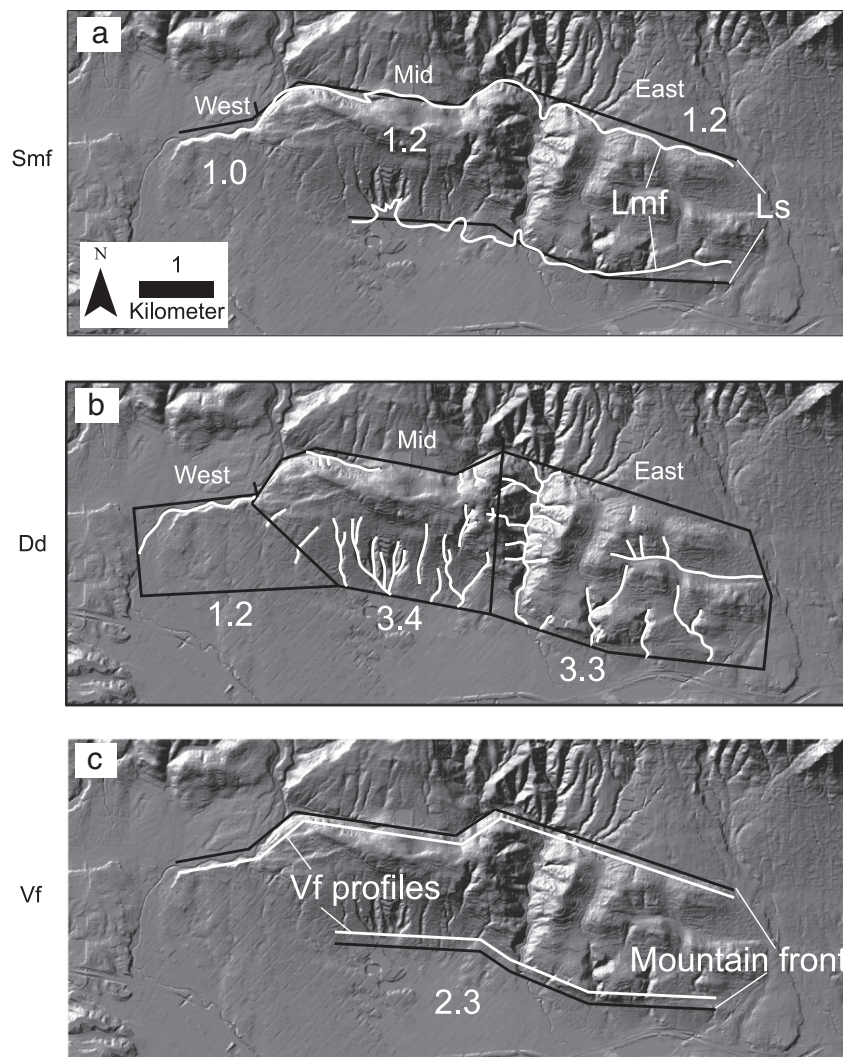 a
Mid
West
East
1.2
1.2
1.0
Smf
Lmf
Ls
N
1
Kilometer
b
Mid
West
East
Dd
1.2
3.4
3.3
c
Vf
Vf profiles
Mountain front
2.3